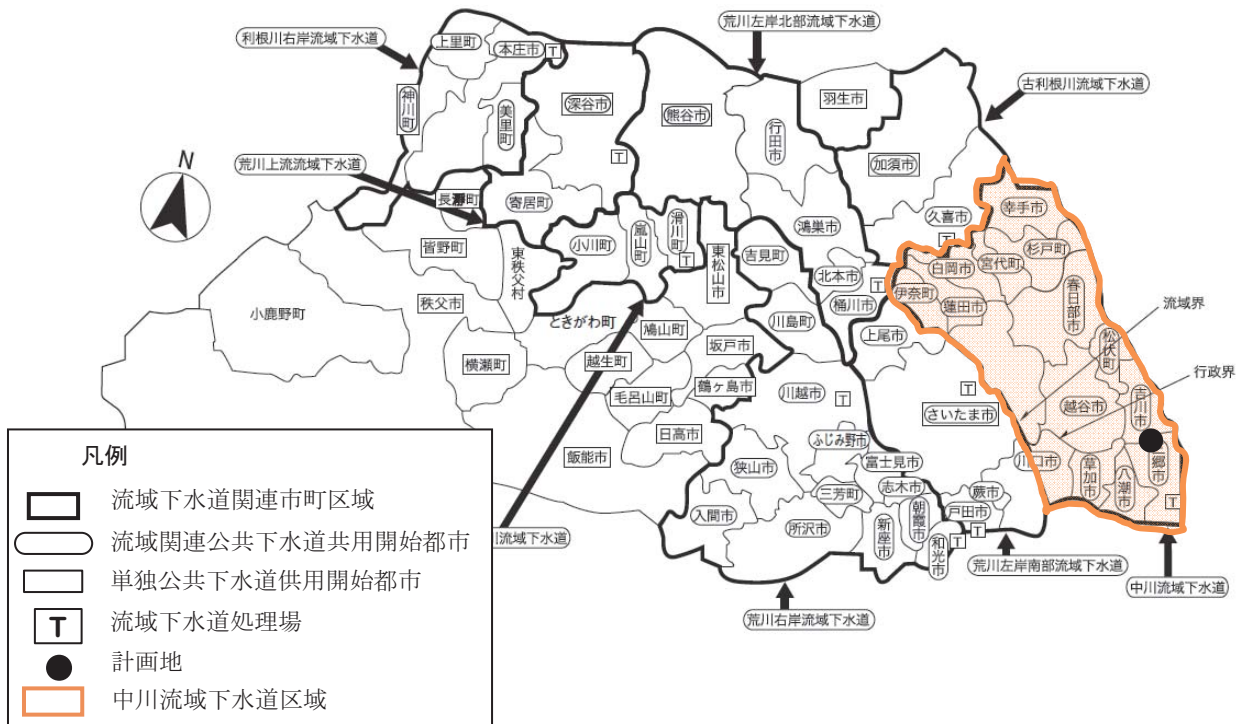 利根川右岸流域下水道
荒川左岸北部流域下水道
古利根川流域下水道
荒川上流流域下水道
N
上里町
本庄市
T
神川町
美里町
深谷市
T
熊谷市
行田市
羽生市
加須市
長瀞町
寄居町
皆野町
東秩父村
小川町
嵐山町
滑川町
T
東松山市
吉見町
鴻巣市
北本市
桶川市
T
久喜市
T
幸手市
杉戸町
宮代町
白岡市
伊奈町
蓮田市
春日部市
流域界
小鹿野町
秩父市
横瀬町
ときがわ町
鳩山町
越生町
坂戸市
毛呂山町
鶴ヶ島市
日高市
飯能市
川島町
上尾市
川越市
T
さいたま市
T
松伏町
行政界
越谷市
吉川市
郷市
T
川口市
草加市
八潮市
ふじみ野市
富士見市
狭山市
三芳町
志木市
入間市
所沢市
新座市
朝霞市
和光市
蕨市
戸田市
T
T
川流域下水道
荒川右岸流域下水道
荒川左岸南部流域下水道
中川流域下水道
凡例
流域下水道関連市町区域
流域関連公共下水道共用開始都市
単独公共下水道供用開始都市
T 流域下水道処理場
計画地
中川流域下水道区域